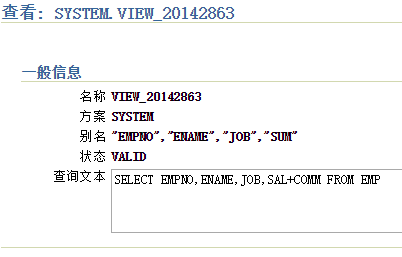 查看: SYSTEM.VIEW_20142863
一般信息
名称 VIEW_20142863
方案 SYSTEM
别名 "EMPNO","ENAME","JOB","SUM"
状态 VALID
查询文本 SELECT EMPNO,ENAME,JOB,SAL+COMM FROM EMP